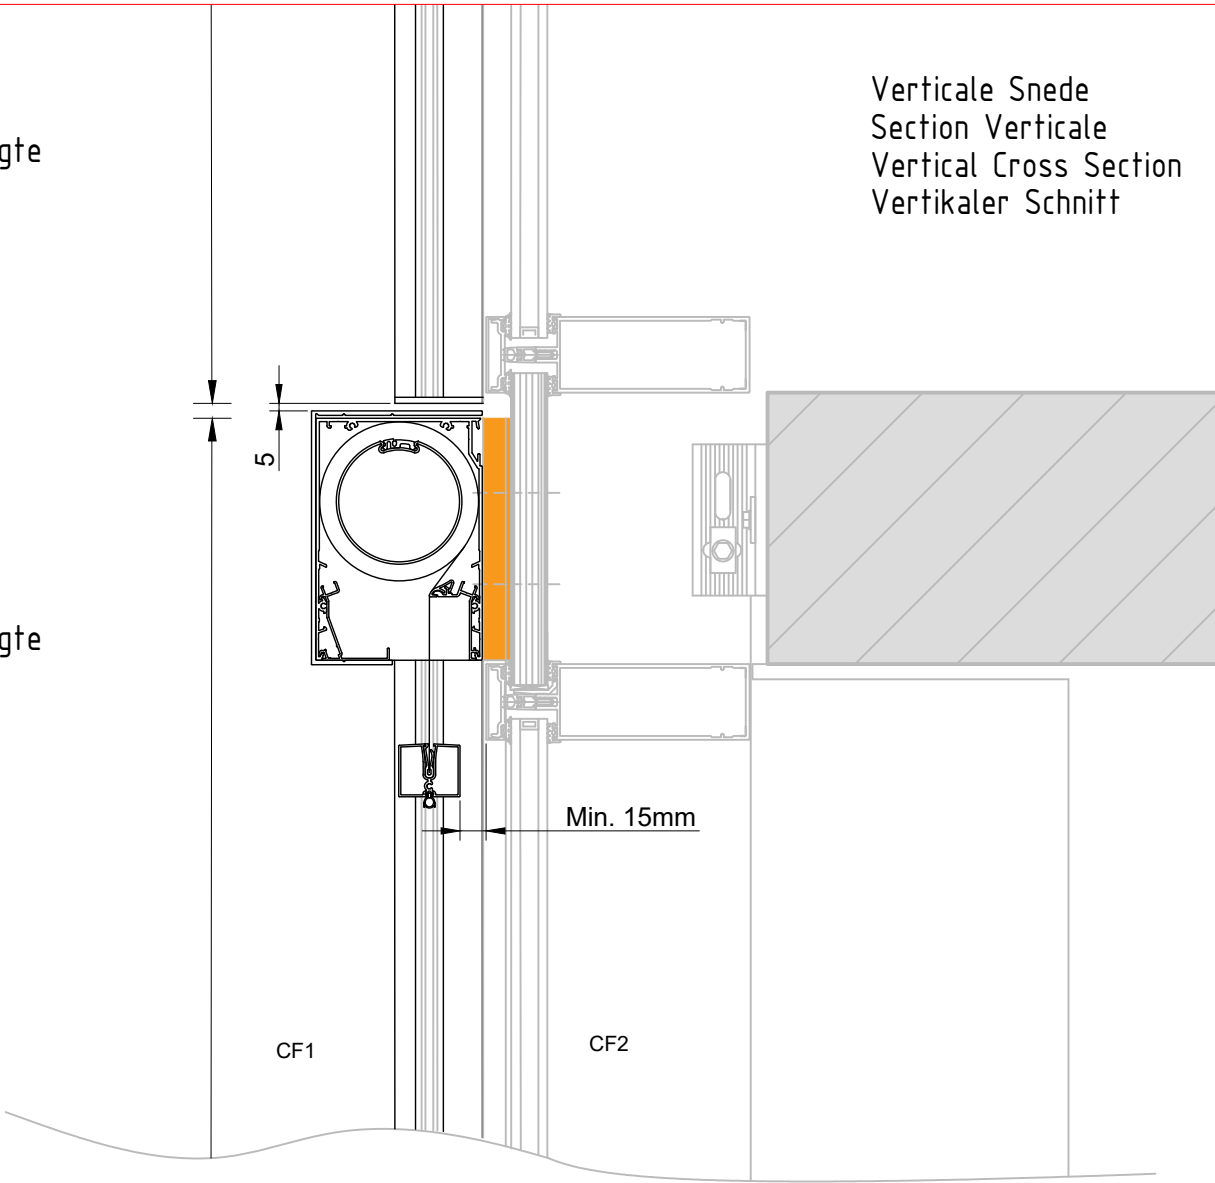 Verticale Snede
Section Verticale
Vertical Cross Section
Vertikaler Schnitt
gte
5
gte
Min. 15mm
CF1
CF2